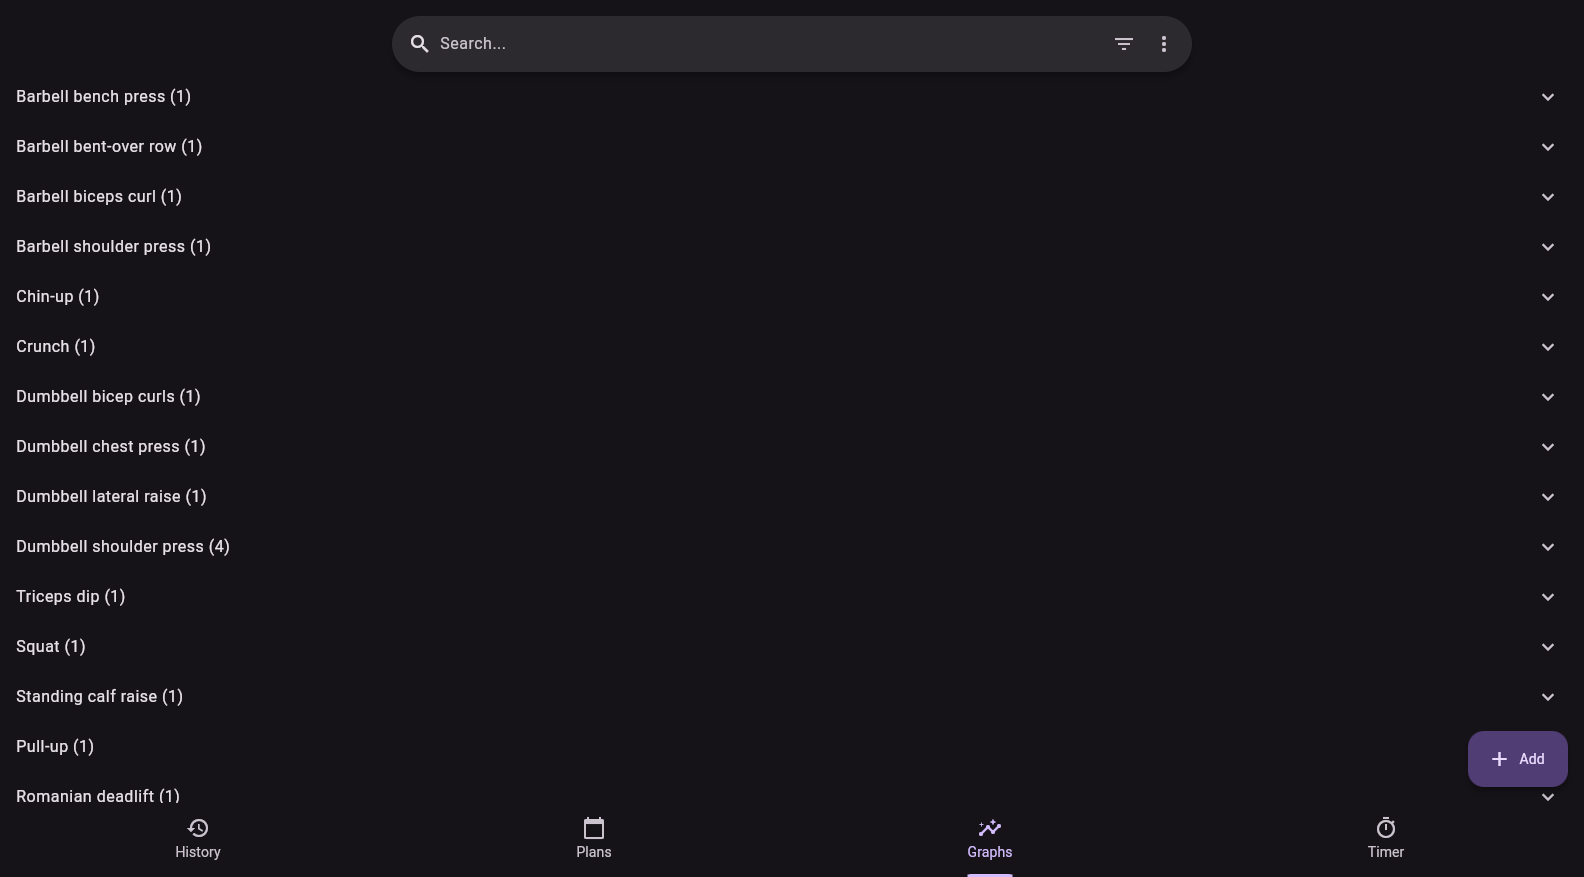 Search...
Barbell bench press (1)
Barbell bent-over row (1)
Barbell biceps curl (1)
Barbell shoulder press (1)
Chin-up (1)
Crunch (1)
Dumbbell bicep curls (1)
Dumbbell chest press (1)
Dumbbell lateral raise (1)
Dumbbell shoulder press (4)
Triceps dip (1)
Squat (1)
Standing calf raise (1)
Pull-up (1)
Add
Romanian deadlift (1)
History
Plans
Graphs
Timer